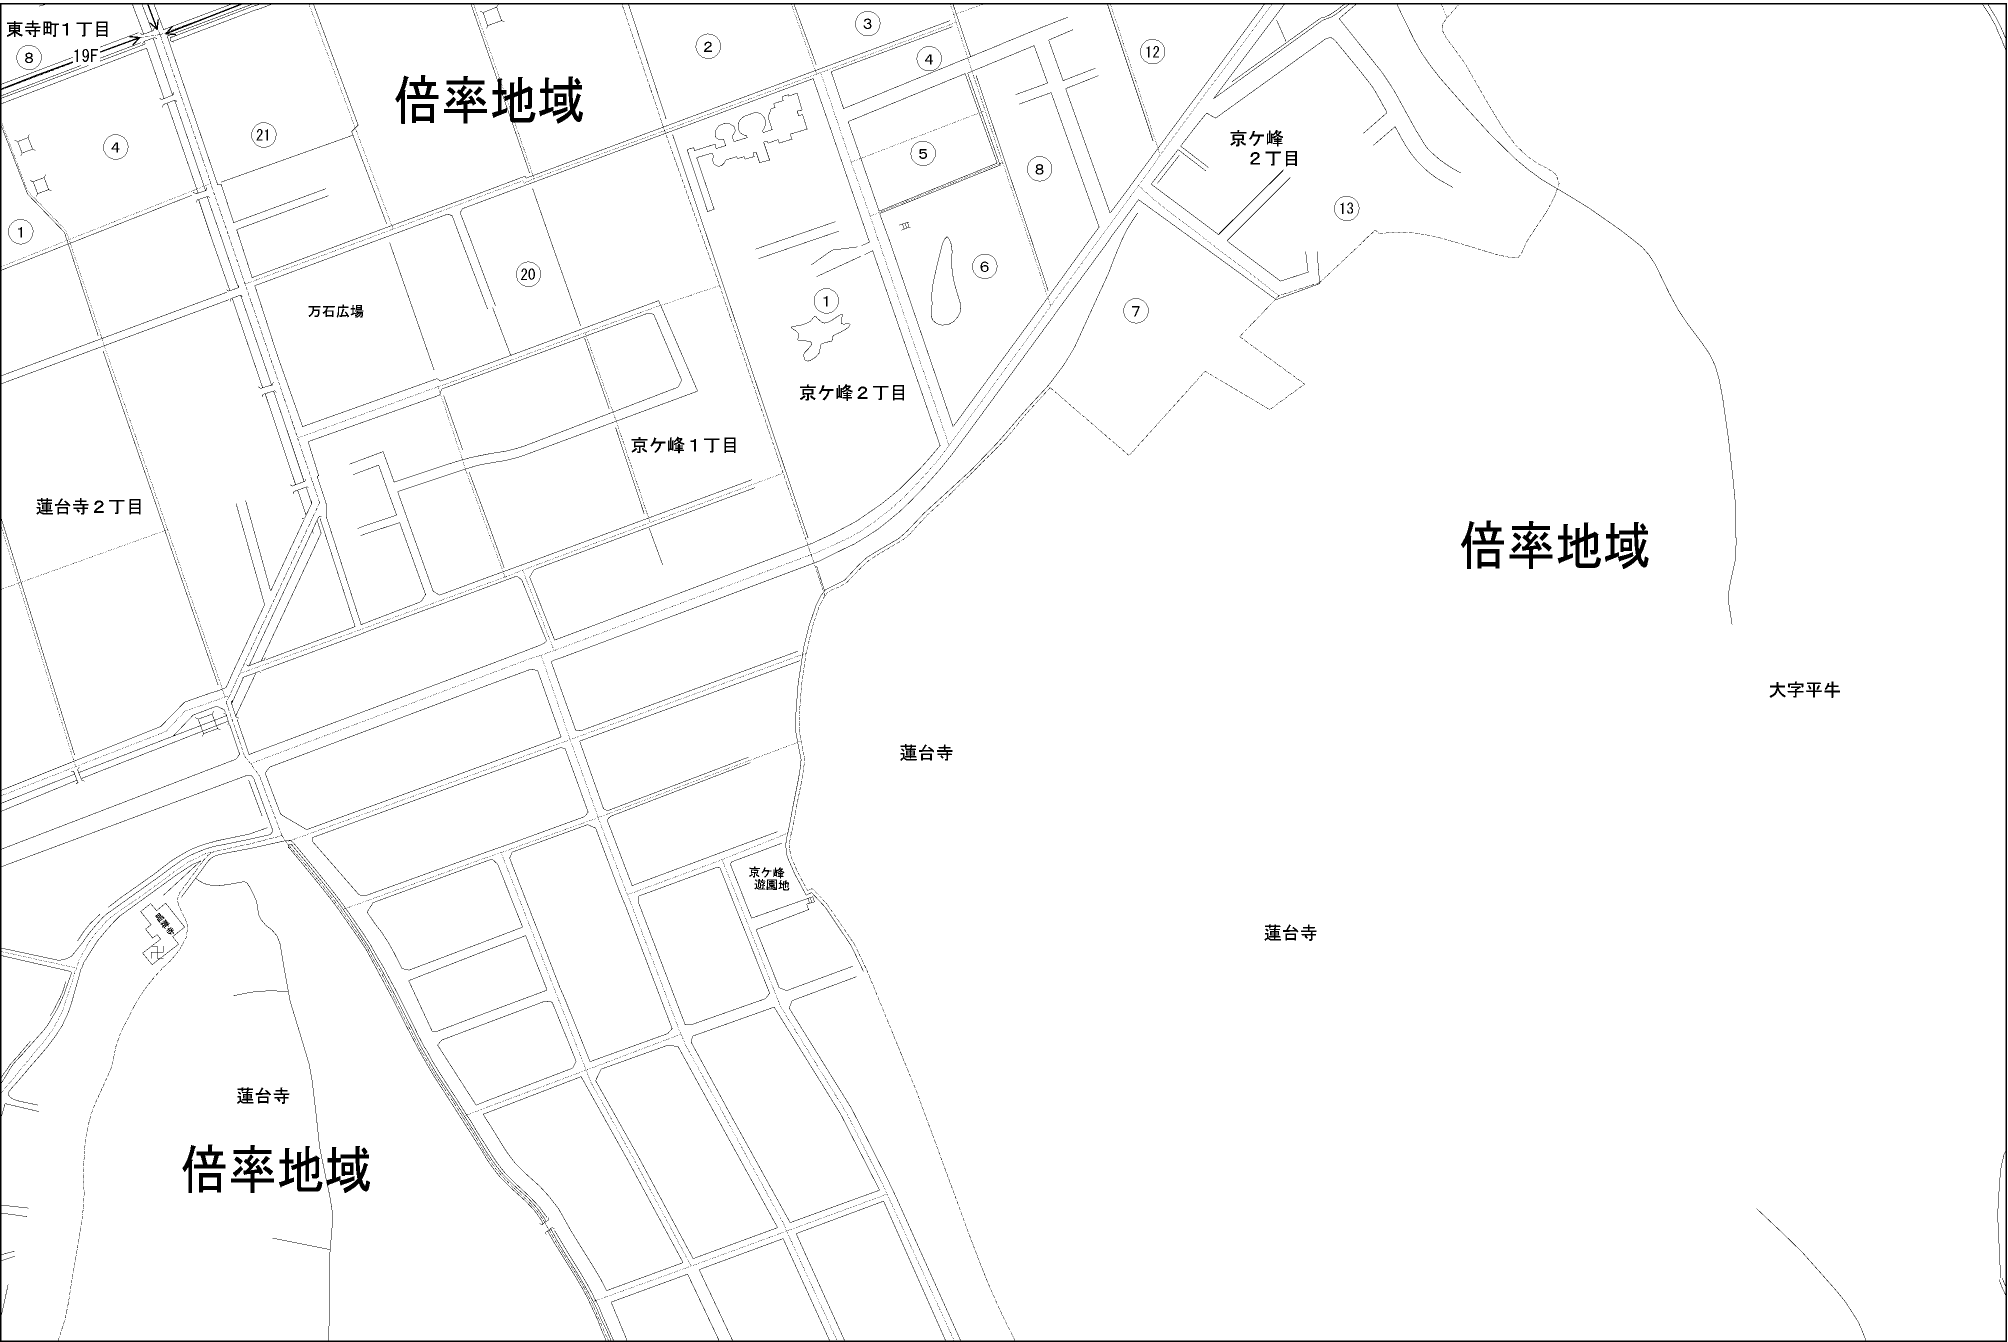 東寺町1丁目
8
19F
倍率地域
2
3
4
12
4
21
5
8
京ケ峰
2丁目
13
1
20
6
7
万石広場
1
京ケ峰2丁目
京ケ峰1丁目
蓮台寺2丁目
倍率地域
大字平牛
蓮台寺
京ケ峰
遊園地
蓮台寺
蓮台寺
倍率地域